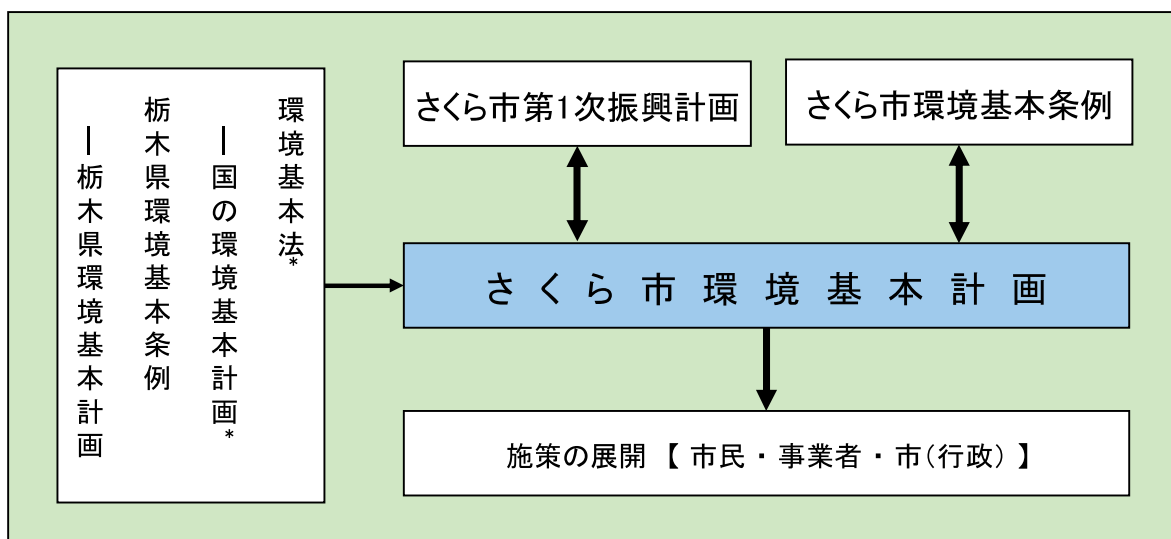 環境基本法*
―国の環境基本計画*
栃木県環境基本条例
―栃木県環境基本計画
さくら市第1次振興計画
さくら市環境基本条例
さくら市環境基本計画
施策の展開 【 市民・事業者・市(行政) 】